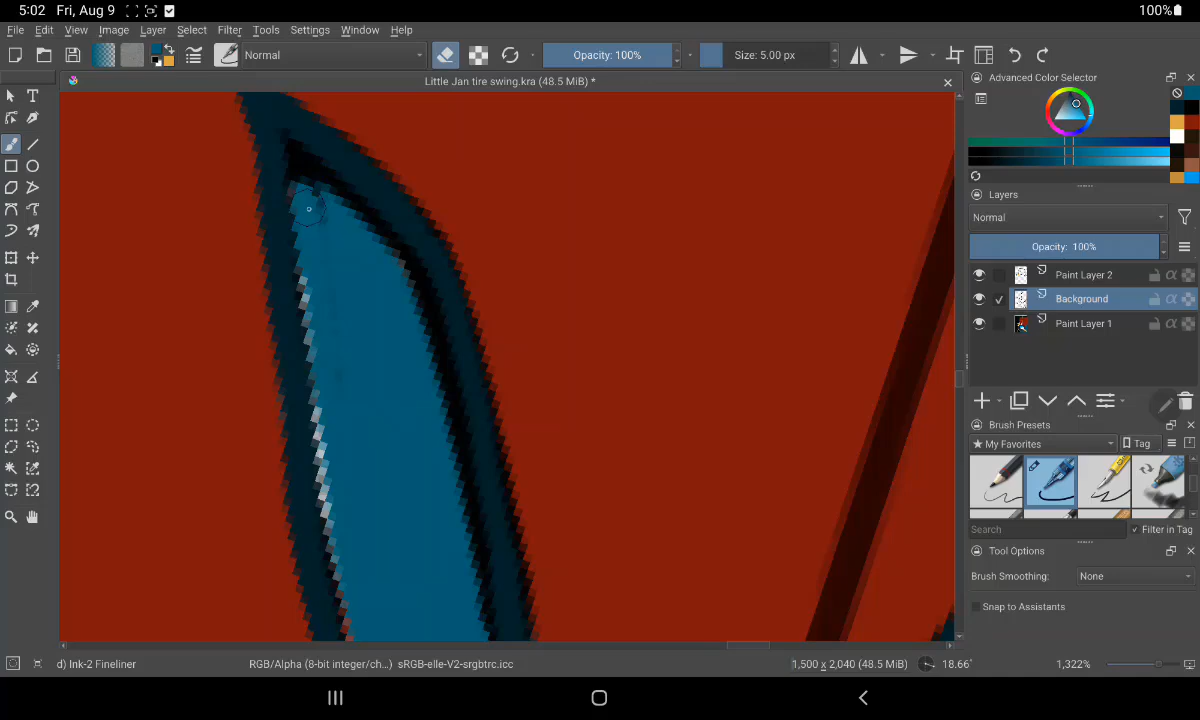 5:02 Fri, Aug 9
100%
File Edit View Image Layer Select Filter Tools Settings Window Help
Normal
Opacity: 100%
Size: 5.00 px
Little Jan tire swing.kra (48.5 MiB) *
Advanced Color Selector
Layers
Normal
Opacity: 100%
Paint Layer 2
Background
Paint Layer 1
Brush Presets
★ My Favorites
Tag
Search
Filter in Tag
Tool Options
Brush Smoothing: None
Snap to Assistants
d) Ink-2 Fineliner
RGB/Alpha (8-bit integer/ch...) sRGB-elle-V2-srgbtrc.icc
1,500 x 2,040 (48.5 MiB)
18.66°
1,322%